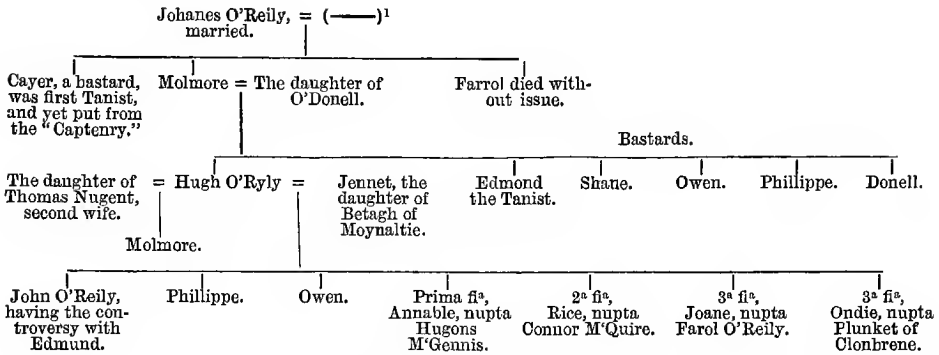 Johanes O'Reily, = (——)¹
married.
Cayer, a bastard,
was first Tanist,
and yet put from
the "Captenry."
Molmore = The daughter of
O'Donell.
Farrol died with-
out issue.
Bastards.
The daughter of
Thomas Nugent,
second wife.
= Hugh O'Ryly =
Jennet, the
daughter of
Betagh of
Moynaltie.
Edmond
the Tanist.
Shane.
Owen.
Phillippe.
Donell.
Molmore.
John O'Reily,
having the con-
troversy with
Edmund.
Phillippe.
Owen.
Prima fiᵃ,
Annable, nupta
Hugons
M'Gennis.
2ᵃ fiᵃ,
Rice, nupta
Connor M'Quire.
3ᵃ fiᵃ,
Joane, nupta
Farol O'Reily.
3ᵃ fiᵃ,
Ondie, nupta
Plunket of
Clonbrene.